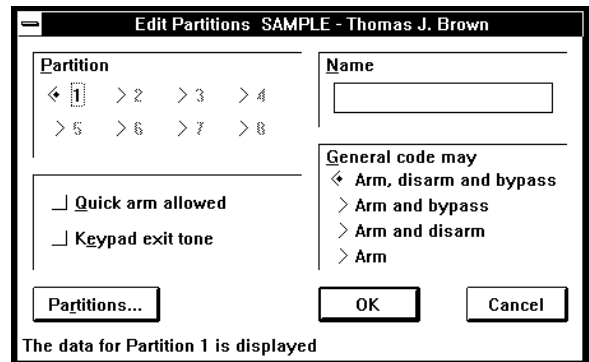 Edit Partitions SAMPLE - Thomas J. Brown
Partition
1 2 3 4
5 6 7 8
Name
General code may
Arm, disarm and bypass
Arm and bypass
Arm and disarm
Arm
Quick arm allowed
Keypad exit tone
Partitions... OK Cancel
The data for Partition 1 is displayed